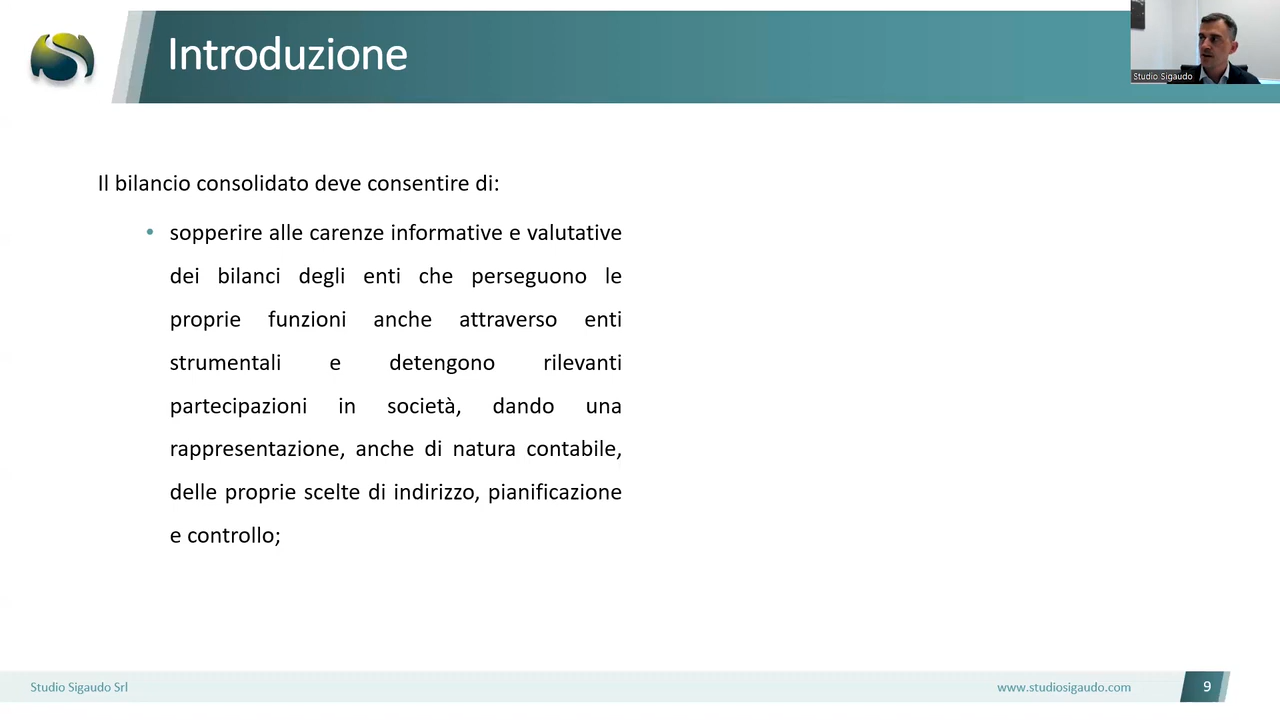 Introduzione
Studio Sigaudo
Il bilancio consolidato deve consentire di:
• sopperire alle carenze informative e valutative
dei bilanci degli enti che perseguono le
proprie funzioni anche attraverso enti
strumentali e detengono rilevanti
partecipazioni in società, dando una
rappresentazione, anche di natura contabile,
delle proprie scelte di indirizzo, pianificazione
e controllo;
Studio Sigaudo Srl
www.studiosigaudo.com
9